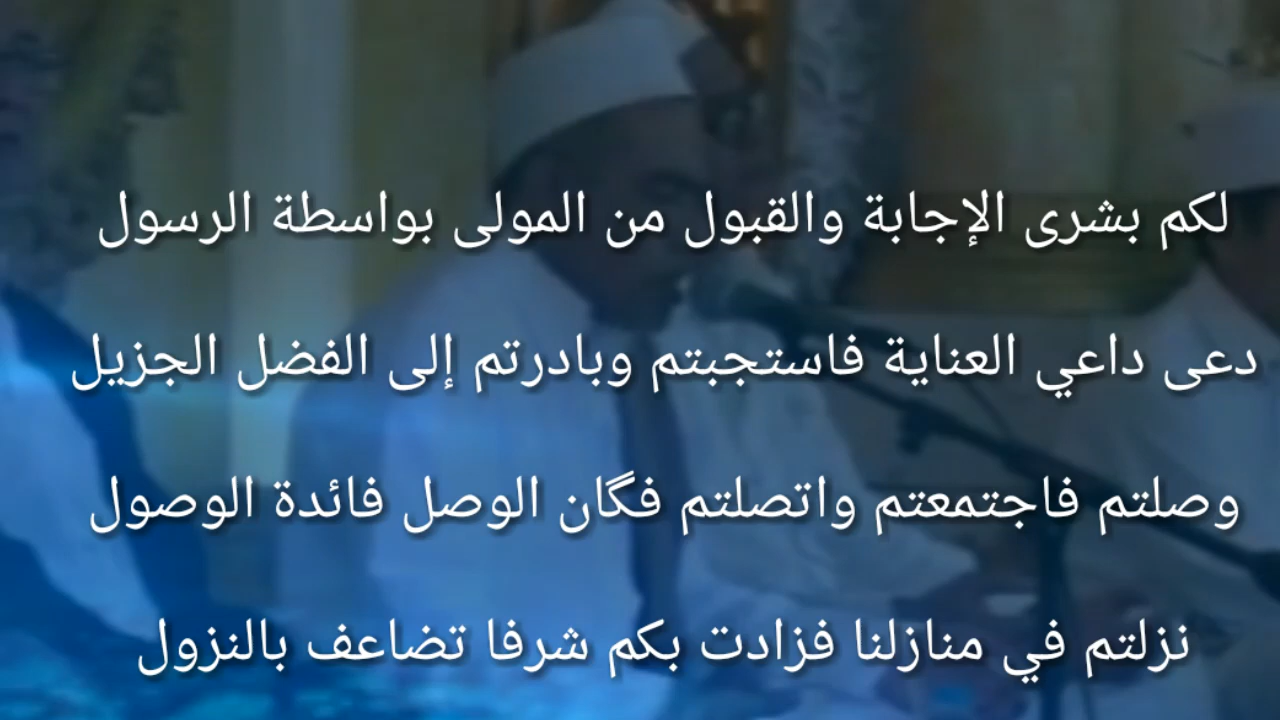 لكم بشرى الإجابة والقبول من المولى بواسطة الرسول
دعى داعي العناية فاستجبتم وبادرتم إلى الفضل الجزيل
وصلتم فاجتمعتم واتصلتم فگان الوصل فائدة الوصول
نزلتم في منازلنا فزادت بكم شرفا تضاعف بالنزول